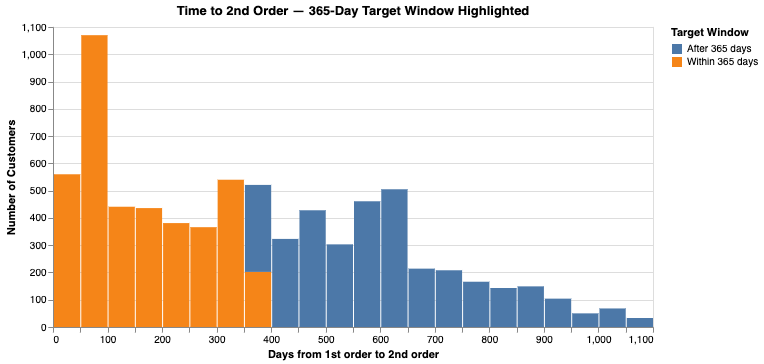 Time to 2nd Order — 365-Day Target Window Highlighted
Target Window
After 365 days
Within 365 days
Number of Customers
1,100
1,000
900
800
700
600
500
400
300
200
100
0
0 100 200 300 400 500 600 700 800 900 1,000 1,100
Days from 1st order to 2nd order